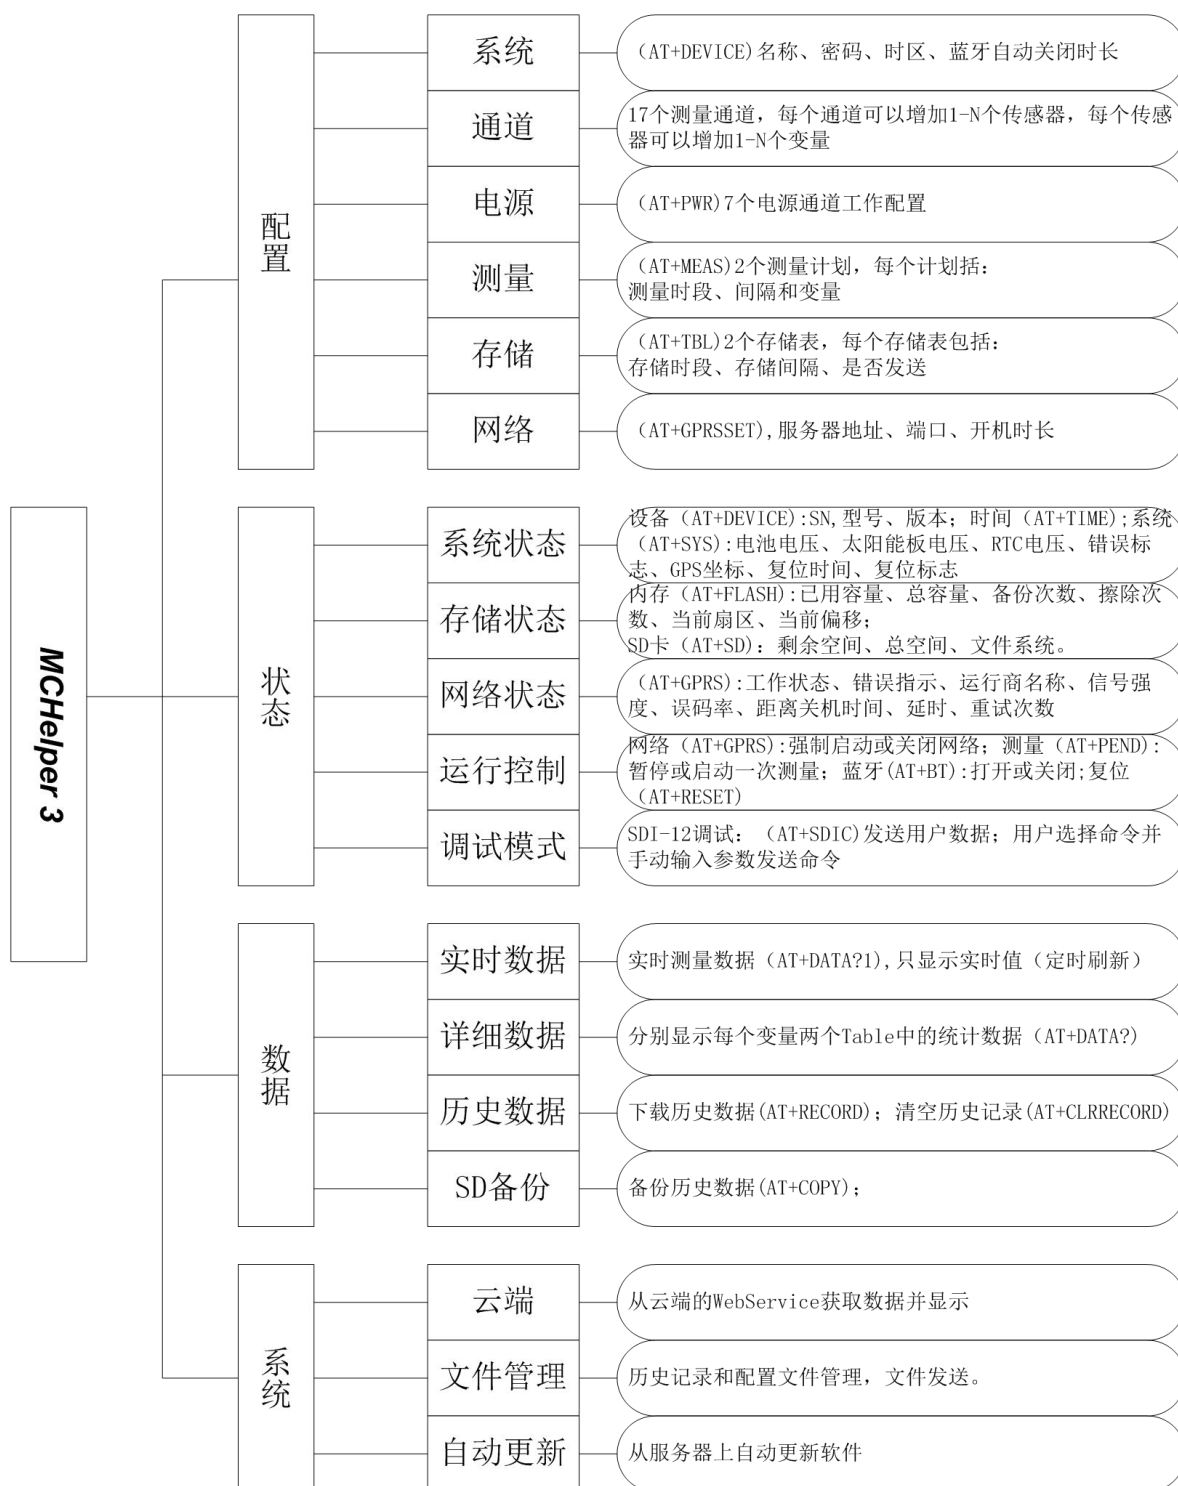 MCHelper 3
配置
系统
（AT+DEVICE)名称、密码、时区、蓝牙自动关闭时长
通道
17个测量通道，每个通道可以增加1-N个传感器，每个传感
器可以增加1-N个变量
电源
（AT+PWR)7个电源通道工作配置
测量
（AT+MEAS)2个测量计划，每个计划括：
测量时段、间隔和变量
存储
（AT+TBL)2个存储表，每个存储表包括：
存储时段、存储间隔、是否发送
网络
（AT+GPRSSET),服务器地址、端口、开机时长
状态
系统状态
设备（AT+DEVICE):SN,型号、版本；时间（AT+TIME);系统
（AT+SYS):电池电压、太阳能板电压、RTC电压、错误标
志、GPS坐标、复位时间、复位标志
存储状态
内存（AT+FLASH):已用容量、总容量、备份次数、擦除次
数、当前扇区、当前偏移；
SD卡（AT+SD)：剩余空间、总空间、文件系统。
网络状态
（AT+GPRS):工作状态、错误指示、运行商名称、信号强
度、误码率、距离关机时间、延时、重试次数
运行控制
网络（AT+GPRS):强制启动或关闭网络；测量（AT+PEND):
暂停或启动一次测量；蓝牙(AT+BT):打开或关闭;复位
（AT+RESET)
调试模式
SDI-12调试：（AT+SDIC)发送用户数据；用户选择命令并
手动输入参数发送命令
数据
实时数据
实时测量数据（AT+DATA?1),只显示实时值（定时刷新）
详细数据
分别显示每个变量两个Table中的统计数据（AT+DATA?)
历史数据
下载历史数据(AT+RECORD)；清空历史记录(AT+CLRRECORD)
SD备份
备份历史数据(AT+COPY)；
系统
云端
从云端的WebService获取数据并显示
文件管理
历史记录和配置文件管理，文件发送。
自动更新
从服务器上自动更新软件